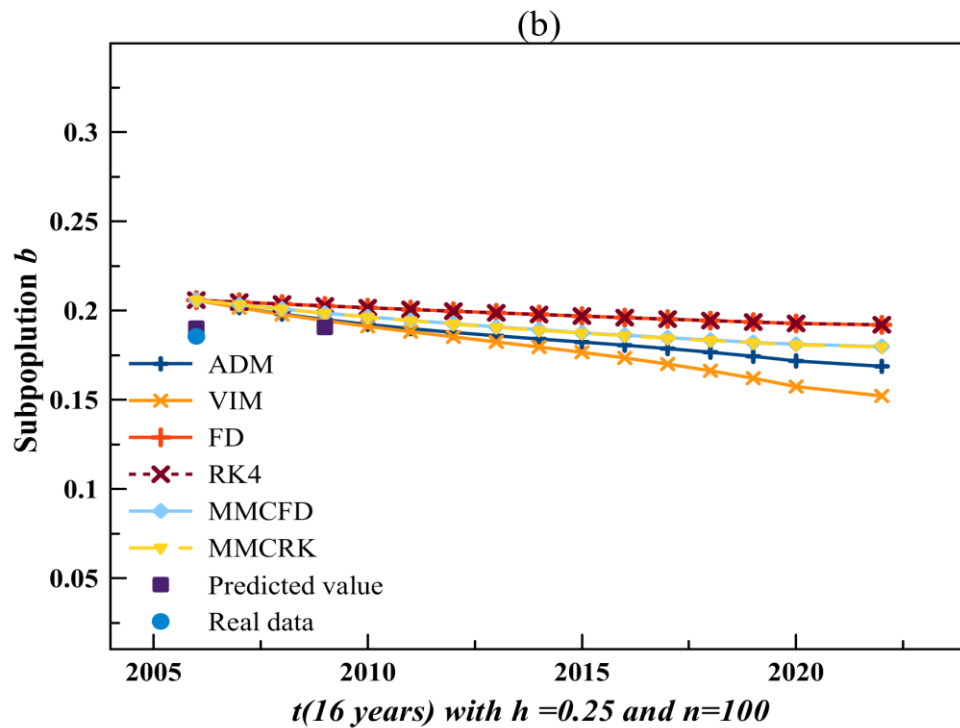 (b)
Subpoplution b
0.3
0.25
0.2
0.15
0.1
0.05
ADM
VIM
FD
RK4
MMCFD
MMCRK
Predicted value
Real data
2005 2010 2015 2020
t(16 years) with h =0.25 and n=100